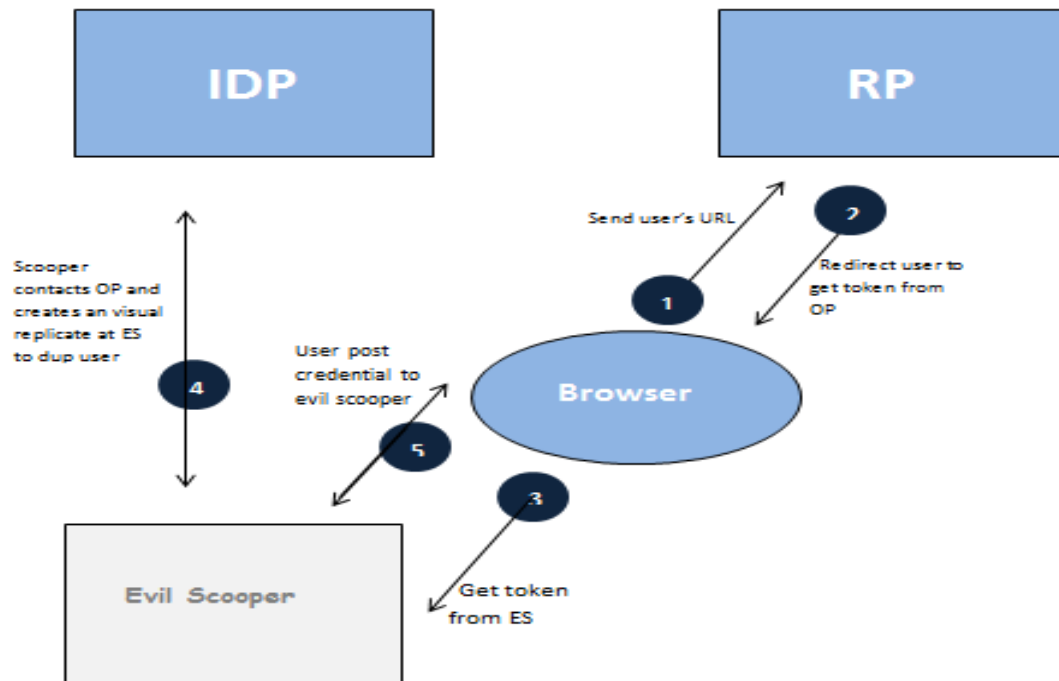 IDP
RP
Send user's URL
2
Redirect user to
get token from
OP
1
Scooper
contacts OP and
creates an visual
replicate at ES
to dup user
4
User post
credential to
evil scooper
5
Browser
3
Get token
from ES
Evil Scooper